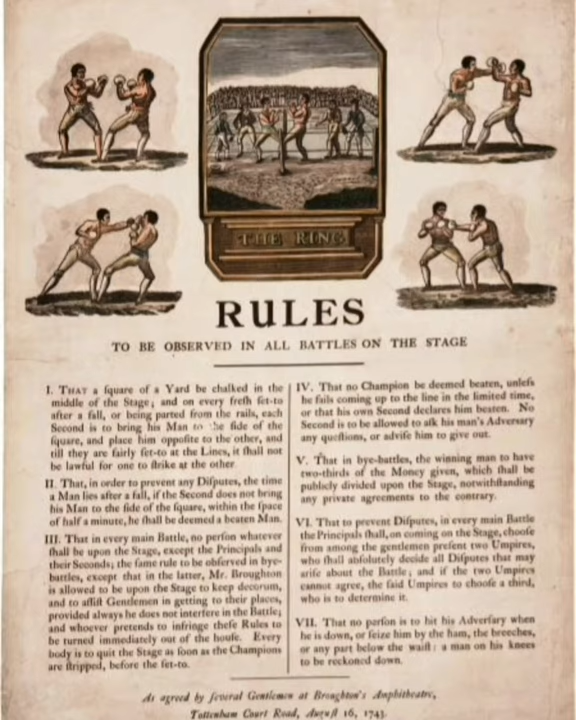 THE RING
RULES
TO BE OBSERVED IN ALL BATTLES ON THE STAGE
I. THAT a ſquare of a Yard be chalked in the
middle of the Stage; and on every freſh ſet-to
after a fall, or being parted from the rails, each
Second is to bring his Man to the ſide of the
ſquare, and place him oppoſite to the other, and
till they are fairly ſet-to at the Lines, it ſhall not
be lawful for one to ſtrike at the other
II. That, in order to prevent any Diſputes, the time
a Man lies after a fall, if the Second does not bring
his Man to the ſide of the ſquare, within the ſpace
of half a minute, he ſhall be deemed a beaten Man.
III. That in every main Battle, no perſon whatever
ſhall be upon the Stage, except the Principals and
their Seconds; the ſame rule to be obſerved in bye-
battles, except that in the latter, Mr. Broughton
is allowed to be upon the Stage to keep decorum,
and to aſſiſt Gentlemen in getting to their places,
provided always he does not interfere in the Battle;
and whoever pretends to infringe theſe Rules to
be turned immediately out of the houſe. Every
body is to quit the Stage as ſoon as the Champions
are ſtripped, before the ſet-to.
IV. That no Champion be deemed beaten, unleſs
he fails coming up to the line in the limited time,
or that his own Second declares him beaten. No
Second is to be allowed to aſk his man's Adverſary
any queſtions, or adviſe him to give out.
V. That in bye-battles, the winning man to have
two-thirds of the Money given, which ſhall be
publicly divided upon the Stage, notwithſtanding
any private agreements to the contrary.
VI. That to prevent Diſputes, in every main Battle
the Principals ſhall, on coming on the Stage, chooſe
from among the gentlemen preſent two Umpires,
who ſhall abſolutely decide all Diſputes that may
ariſe about the Battle; and if the two Umpires
cannot agree, the ſaid Umpires to chooſe a third,
who is to determine it.
VII. That no perſon is to hit his Adverſary when
he is down, or ſeize him by the ham, the breeches,
or any part below the waiſt: a man on his knees
to be reckoned down.
As agreed by ſeveral Gentlemen at Broughton's Amphitheatre,
Tottenham Court Road, Auguſt 16, 1743.